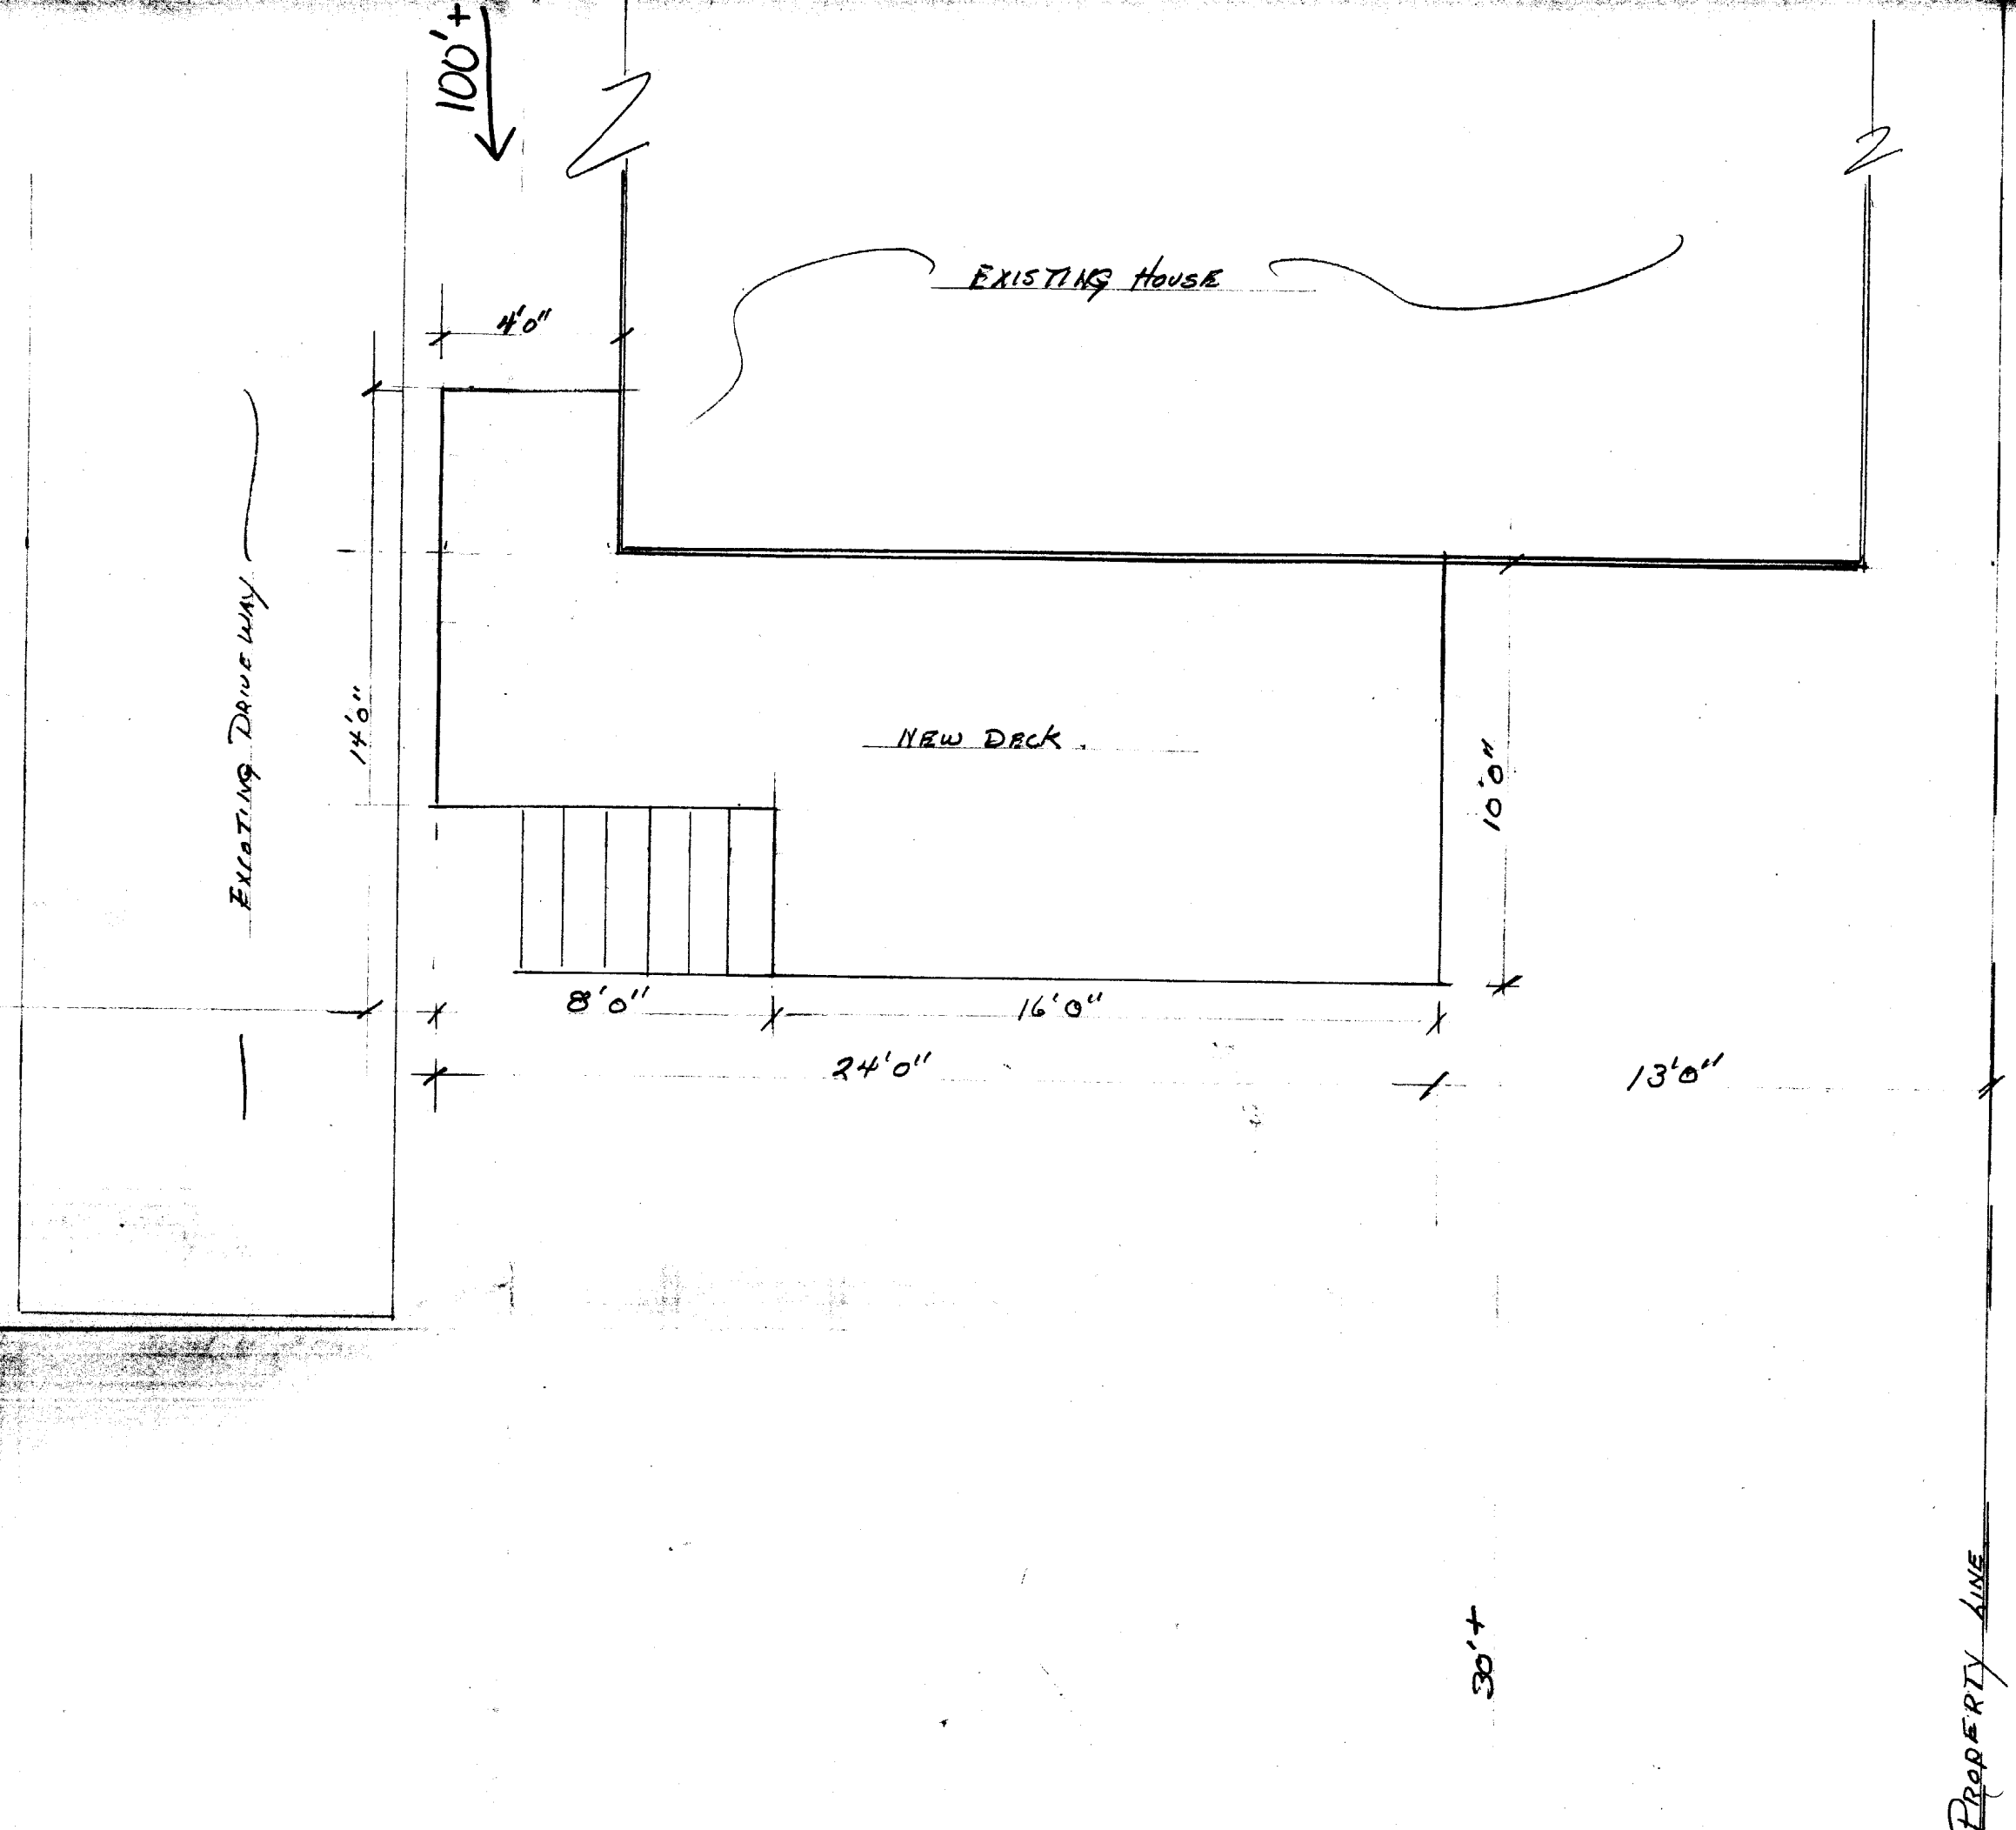 100'+
EXISTING HOUSE
4'0"
EXISTING DRIVEWAY
14'0"
NEW DECK
10'0"
8'0"
16'0"
24'0"
13'0"
30'+
PROPERTY LINE